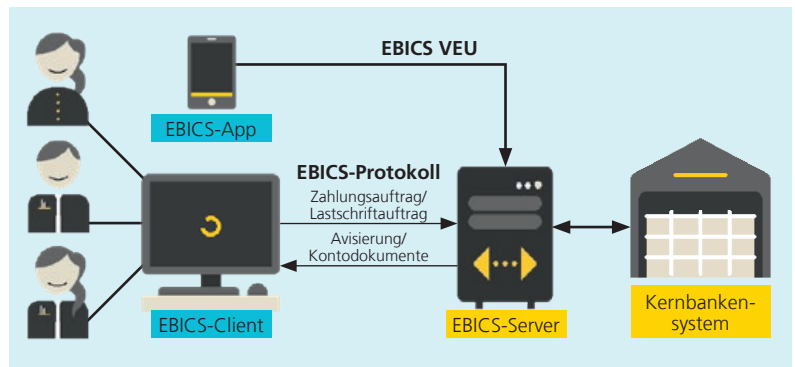 EBICS VEU
EBICS-App
EBICS-Protokoll
Zahlungsauftrag/
Lastschriftauftrag
Avisierung/
Kontodokumente
EBICS-Client
EBICS-Server
Kernbanken-
system